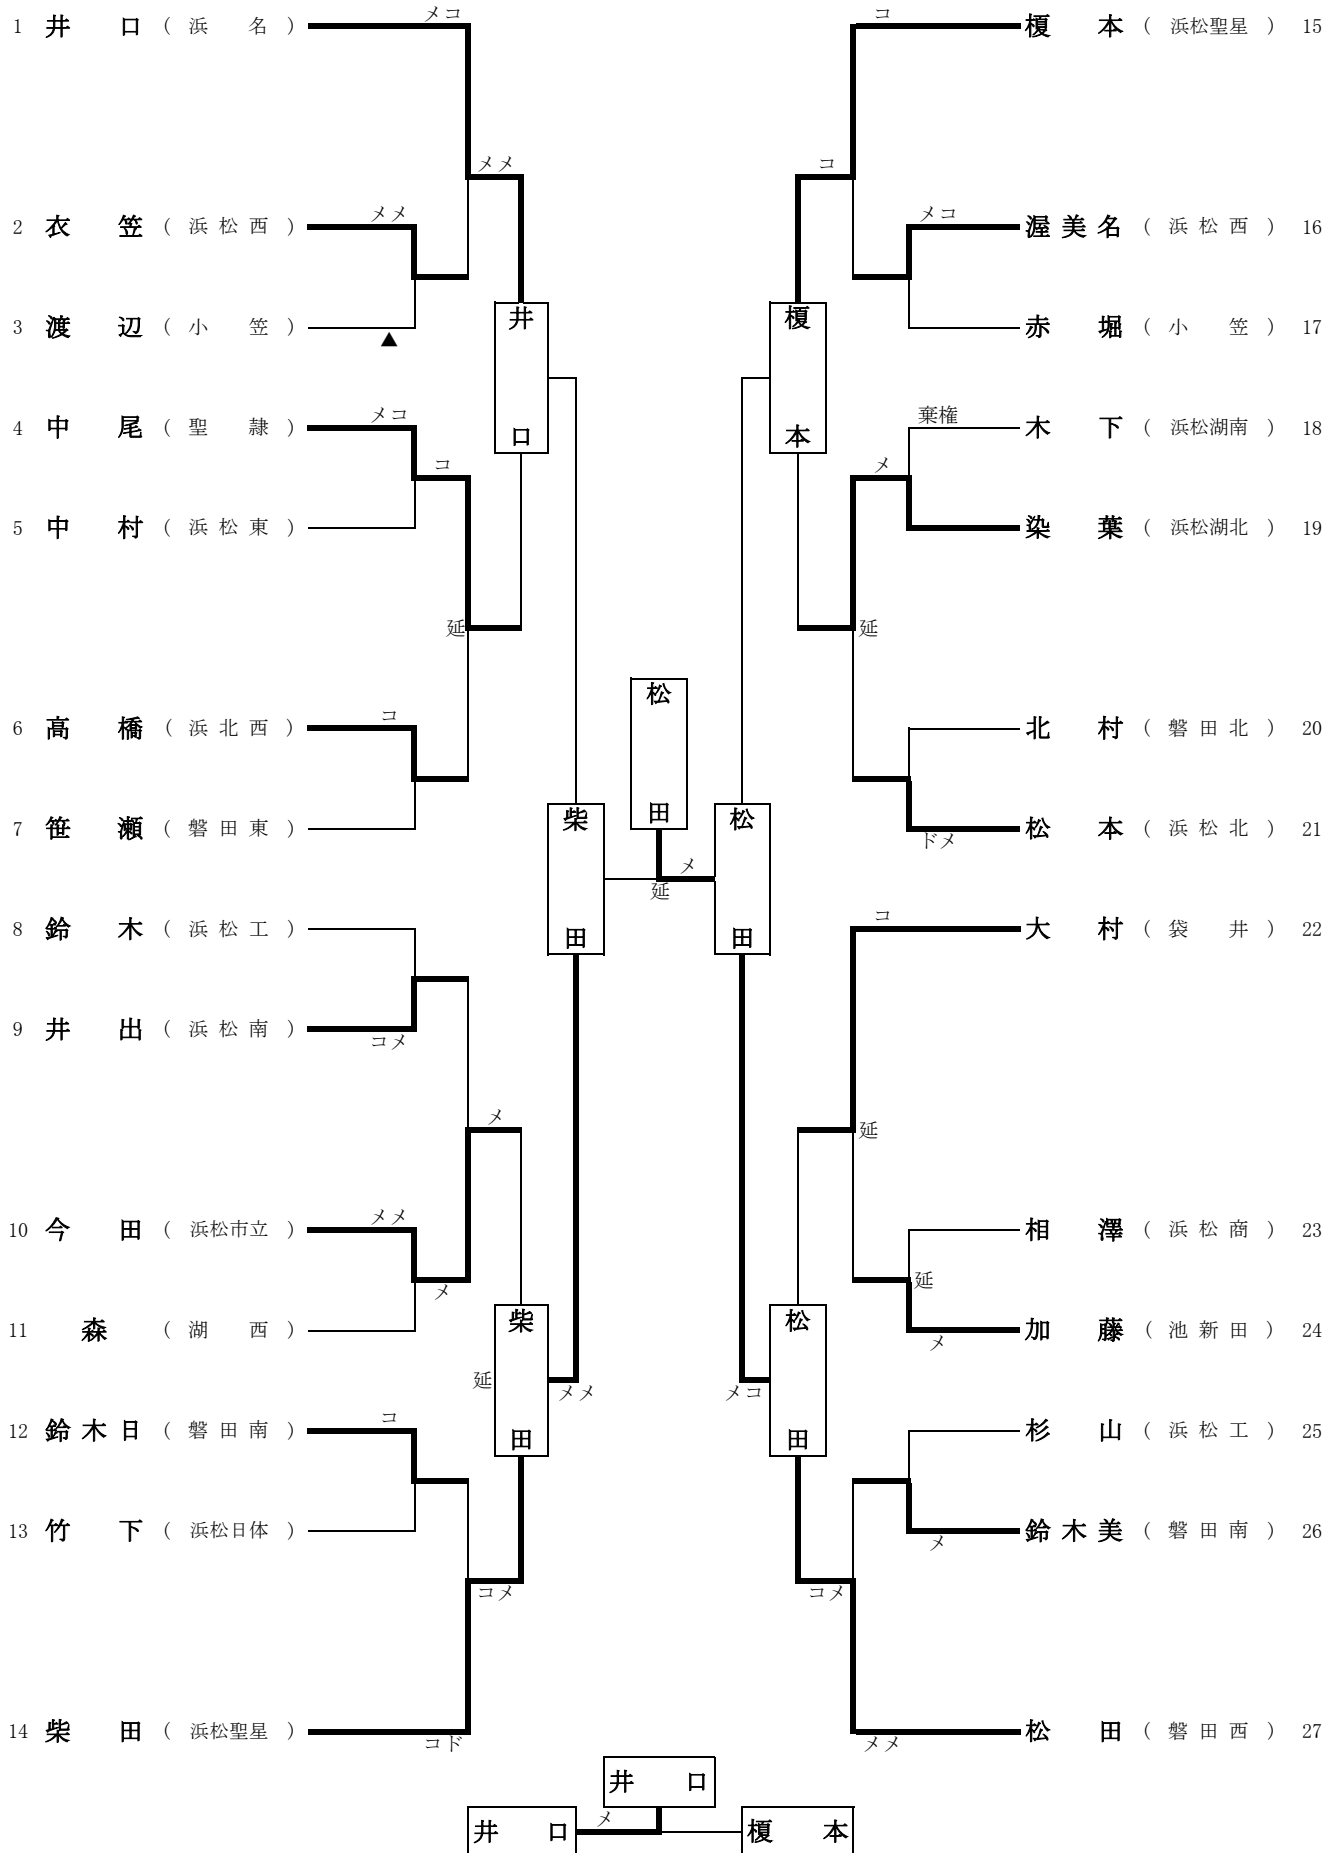 メコ
コ
1 井口 ( 浜名 )
榎本 ( 浜松聖星 ) 15
メメ
コ
メメ
メコ
2 衣笠 ( 浜松西 )
渥美名 ( 浜松西 ) 16
3 渡辺 ( 小笠 )
▲
井口
榎本
赤堀 ( 小笠 ) 17
メコ
棄権
4 中尾 ( 聖隷 )
木下 ( 浜松湖南 ) 18
コ
メ
5 中村 ( 浜松東 )
染葉 ( 浜松湖北 ) 19
延
延
コ
6 高橋 ( 浜北西 )
北村 ( 磐田北 ) 20
松田
7 笹瀬 ( 磐田東 )
松本 ( 浜松北 ) 21
ドメ
柴田
松田
メ
延
コ
8 鈴木 ( 浜松工 )
大村 ( 袋井 ) 22
9 井出 ( 浜松南 )
コメ
メ
延
メメ
10 今田 ( 浜松市立 )
相澤 ( 浜松商 ) 23
メ
延
11 森 ( 湖西 )
加藤 ( 池新田 ) 24
メ
柴田
松田
延
メメ
メコ
コ
12 鈴木日 ( 磐田南 )
杉山 ( 浜松工 ) 25
13 竹下 ( 浜松日体 )
鈴木美 ( 磐田南 ) 26
メ
コメ
コメ
14 柴田 ( 浜松聖星 )
松田 ( 磐田西 ) 27
コド
メメ
井口
メ
井口
榎本